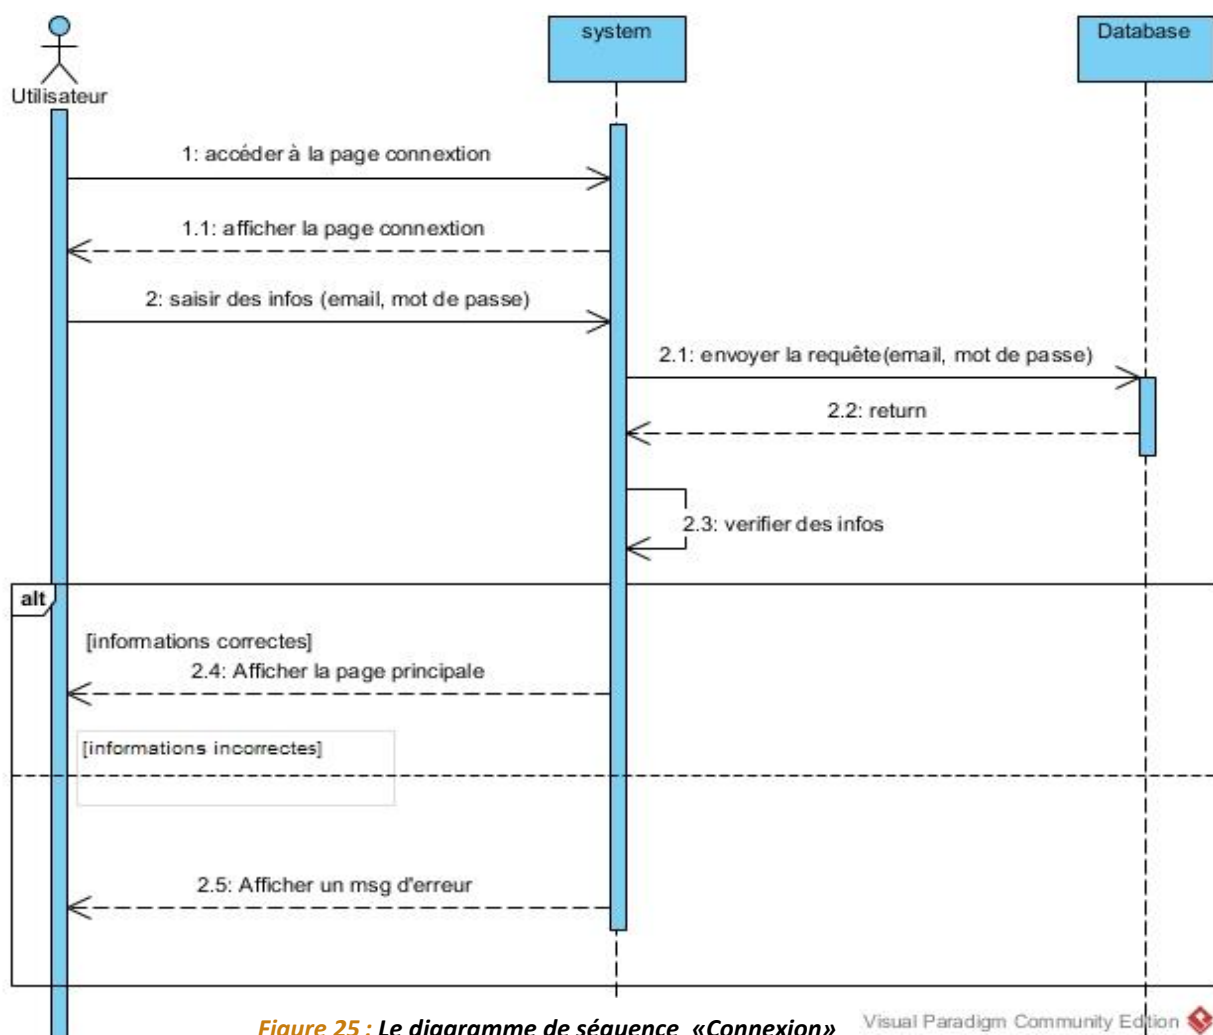 system
Database
Utilisateur
1: accéder à la page connextion
1.1: afficher la page connextion
2: saisir des infos (email, mot de passe)
2.1: envoyer la requête(email, mot de passe)
2.2: return
2.3: verifier des infos
alt
[informations correctes]
2.4: Afficher la page principale
[informations incorrectes]
2.5: Afficher un msg d'erreur
Figure 25 : Le diagramme de séquence «Connexion»
Visual Paradigm Community Edition